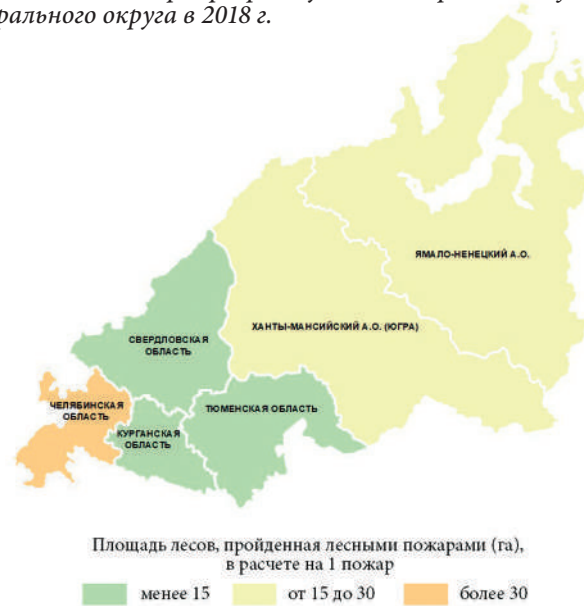 рального округа в 2018 г.
ЯМАЛО-НЕНЕЦКИЙ А.О.
ХАНТЫ-МАНСИЙСКИЙ А.О. (ЮГРА)
СВЕРДЛОВСКАЯ
ОБЛАСТЬ
ЧЕЛЯБИНСКАЯ
ОБЛАСТЬ
ТЮМЕНСКАЯ ОБЛАСТЬ
КУРГАНСКАЯ
ОБЛАСТЬ
Площадь лесов, пройденная лесными пожарами (га),
в расчете на 1 пожар
менее 15 от 15 до 30 более 30